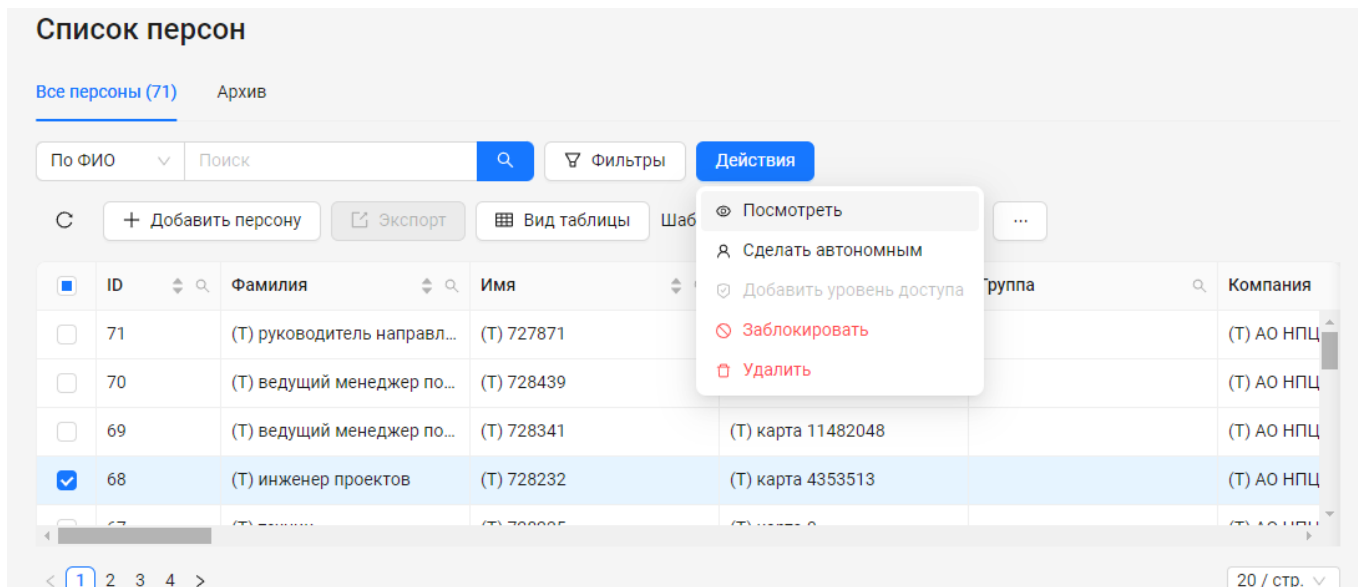 Список персон
Все персоны (71) Архив
По ФИО Поиск Фильтры Действия
Добавить персону Экспорт Вид таблицы Шаб ...
Посмотреть
Сделать автономным
Добавить уровень доступа
Заблокировать
Удалить
ID Фамилия Имя Группа Компания
71 (Т) руководитель направл... (Т) 727871 (Т) АО НПЦ
70 (Т) ведущий менеджер по... (Т) 728439 (Т) АО НПЦ
69 (Т) ведущий менеджер по... (Т) 728341 (Т) карта 11482048 (Т) АО НПЦ
68 (Т) инженер проектов (Т) 728232 (Т) карта 4353513 (Т) АО НПЦ
< 1 2 3 4 > 20 / стр.